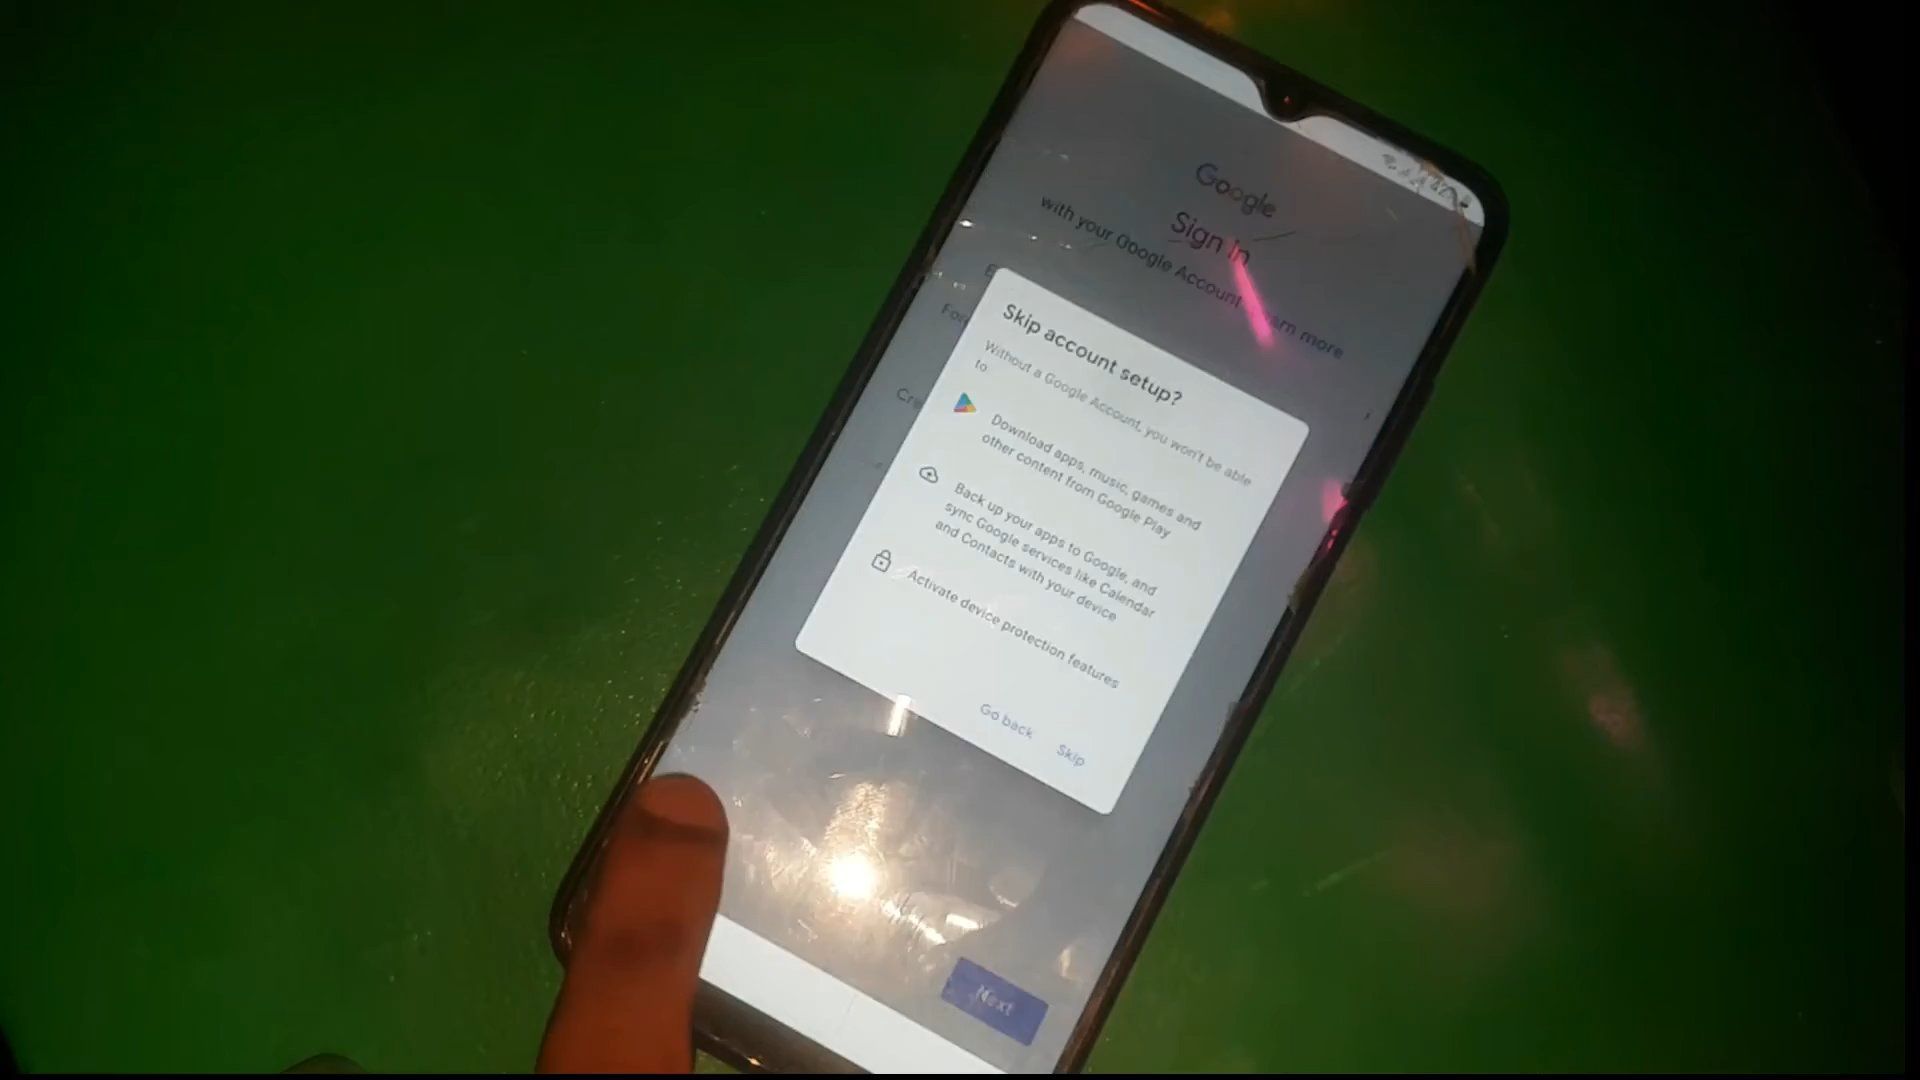 Google
Sign in
with your Google Account
more
Skip account setup?
Without a Google Account, you won't be able
to
Download apps, music, games and
other content from Google Play
Back up your apps to Google, and
sync Google services like Calendar
and Contacts with your device
Activate device protection features
Go back
Skip
Next